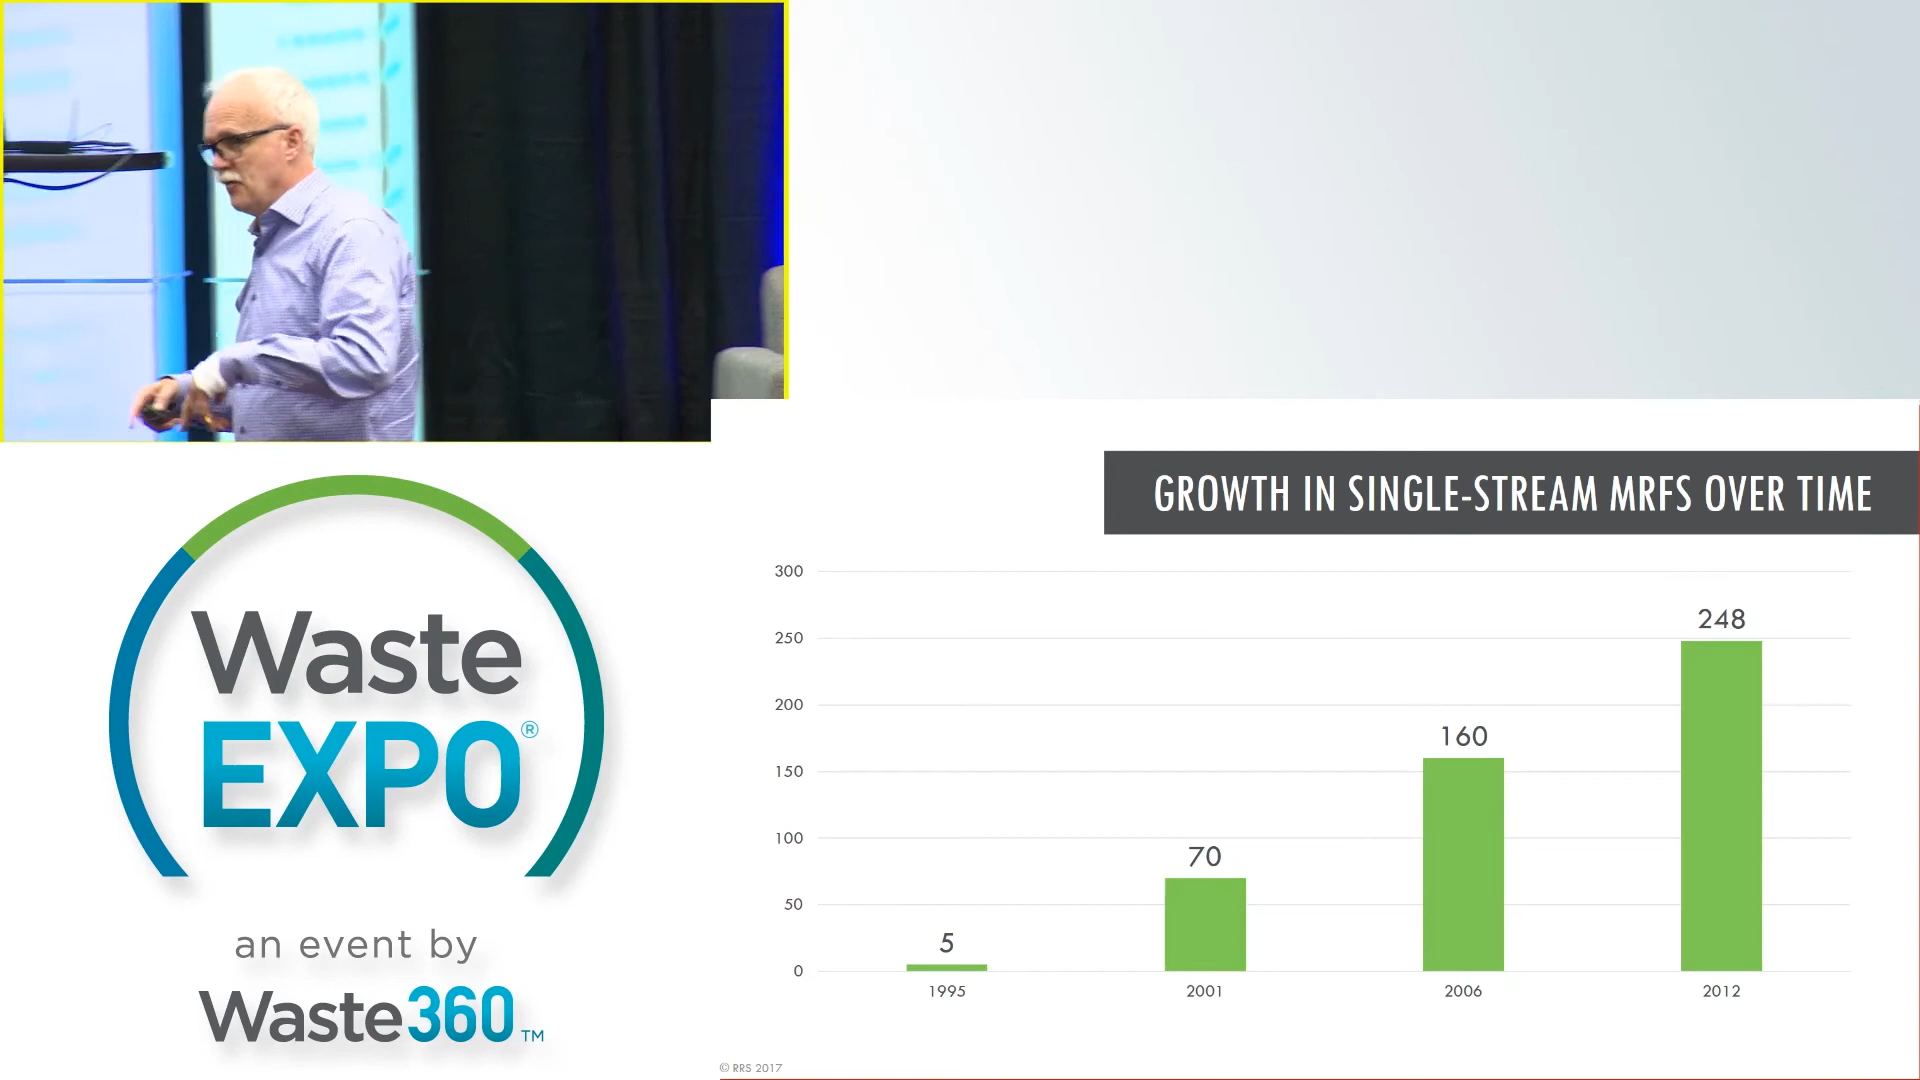 Waste
EXPO®
an event by
Waste360™
GROWTH IN SINGLE-STREAM MRFS OVER TIME
300
250
200
150
100
50
0
5
70
160
248
1995
2001
2006
2012
© RRS 2017